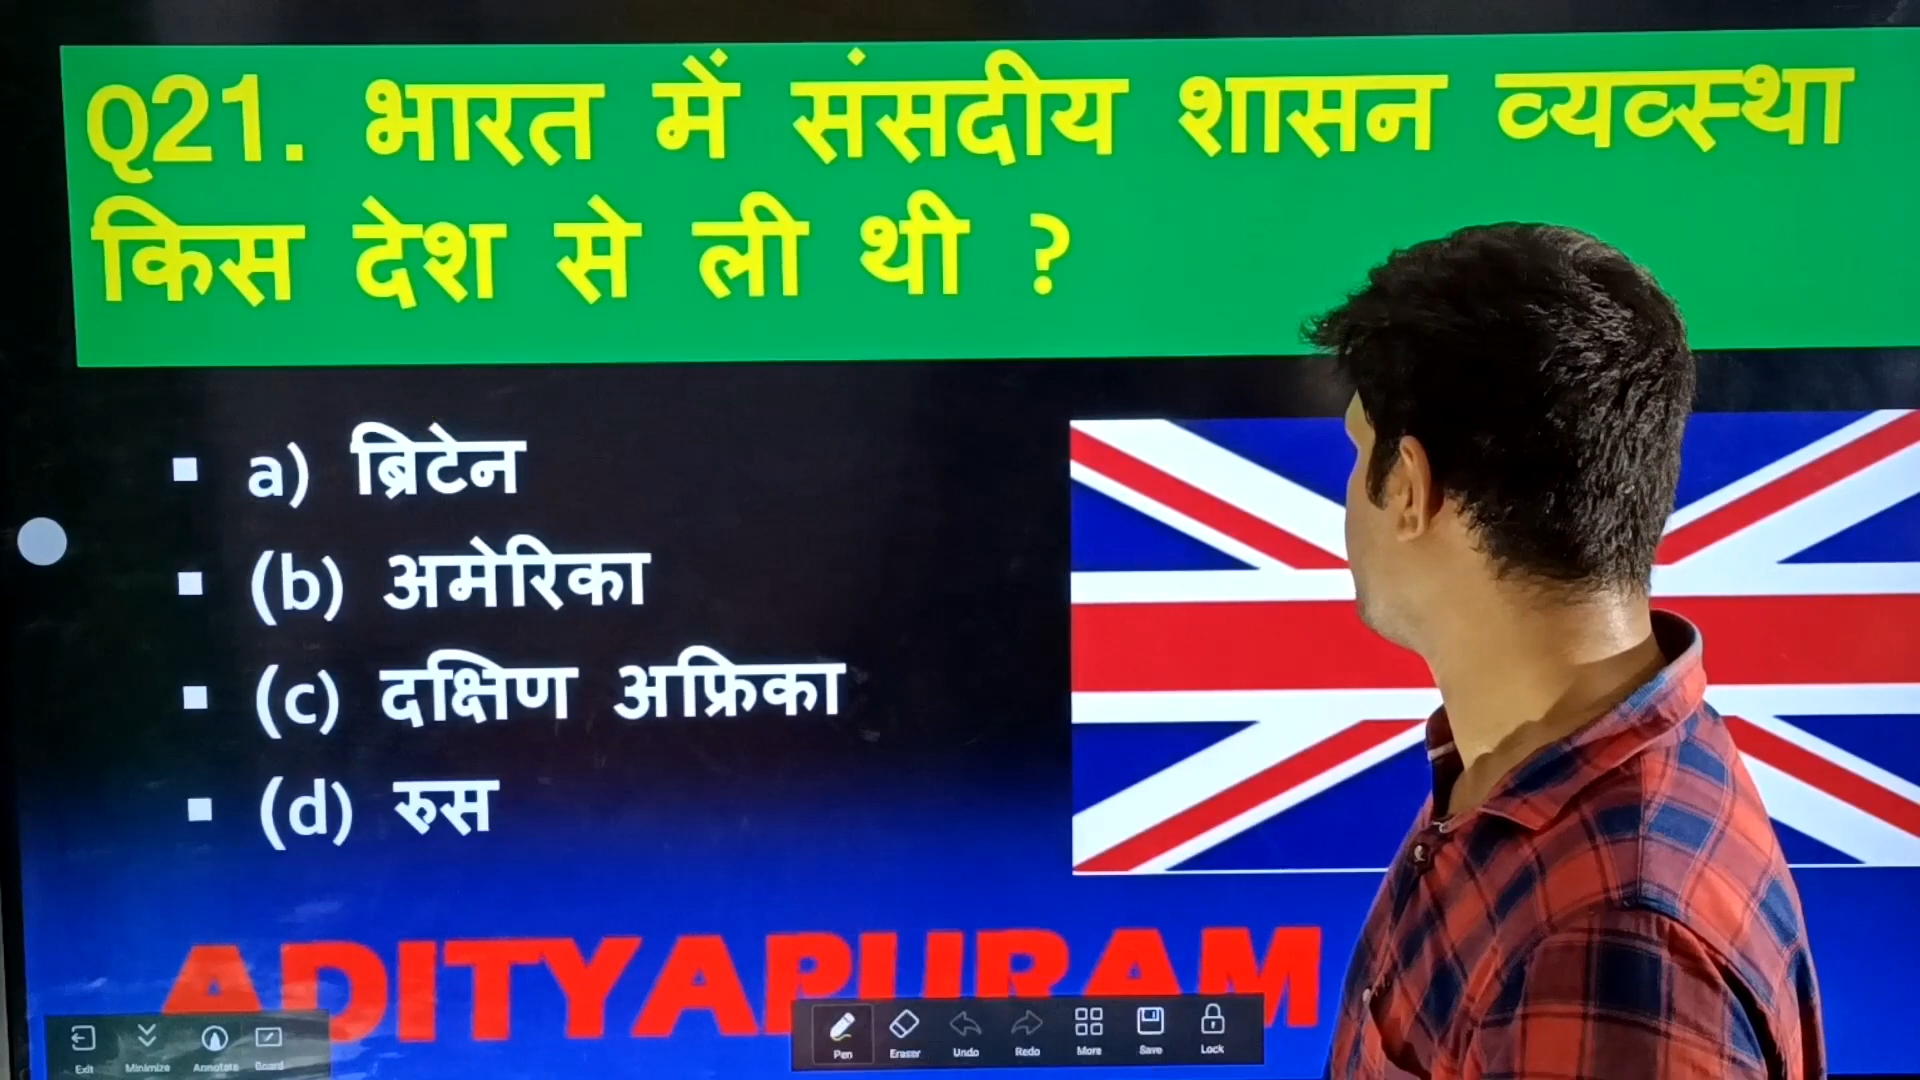 Q21. भारत में संसदीय शासन व्यव्स्था
किस देश से ली थी ?
▪ a) ब्रिटेन
▪ (b) अमेरिका
▪ (c) दक्षिण अफ्रिका
▪ (d) रुस
ADITYAPURAM
Exit Minimize Annotate Board Pen Eraser Undo Redo More Save Lock